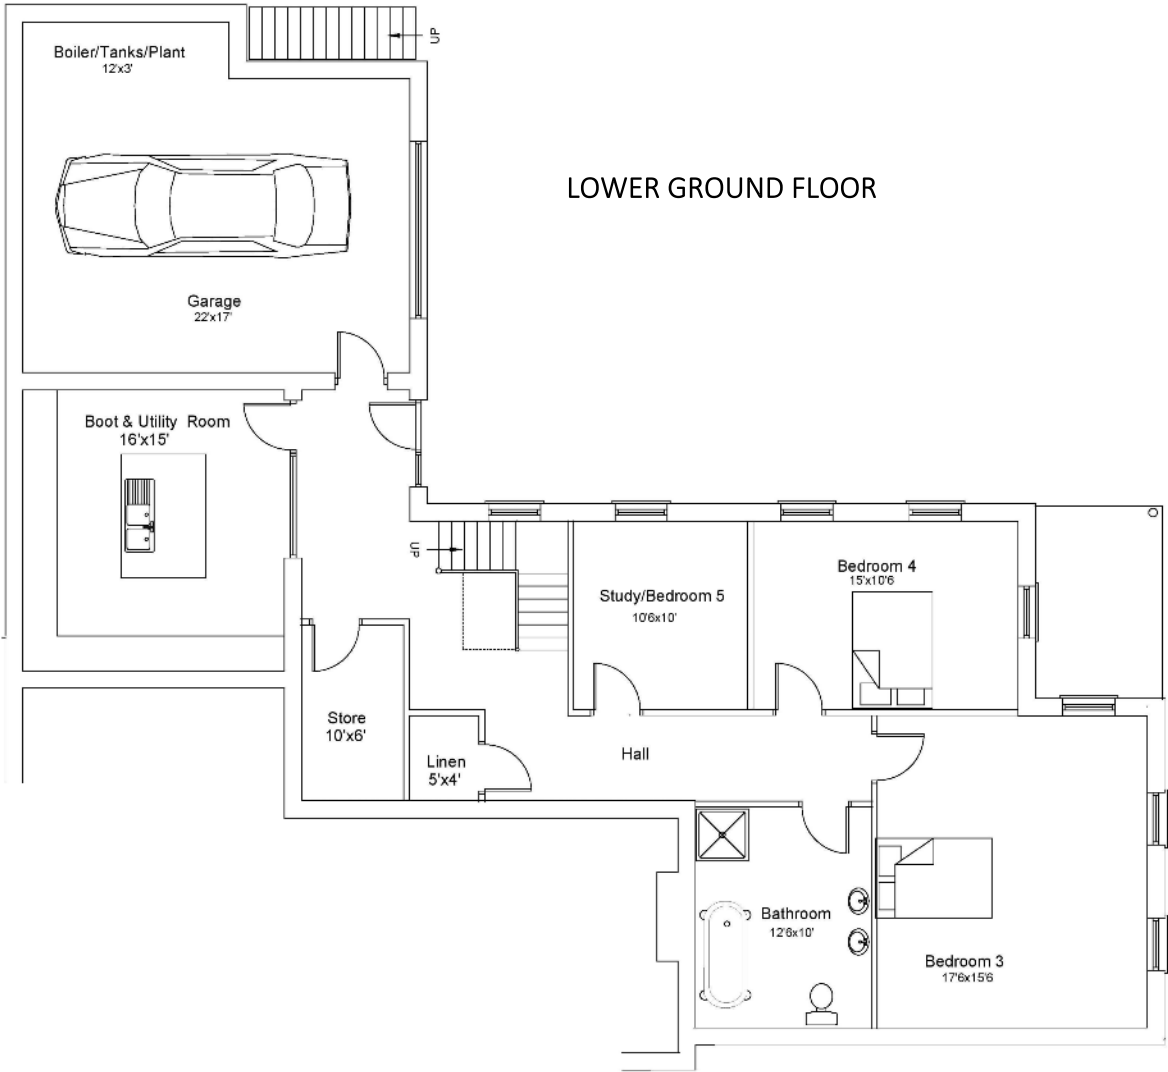 UP
Boiler/Tanks/Plant
12'x3'
LOWER GROUND FLOOR
Garage
22'x17'
Boot & Utility Room
16'x15'
UP
Bedroom 4
15'x10'6
Study/Bedroom 5
10'6x10'
Store
10'x6'
Hall
Linen
5'x4'
Bathroom
12'6x10'
Bedroom 3
17'6x15'6